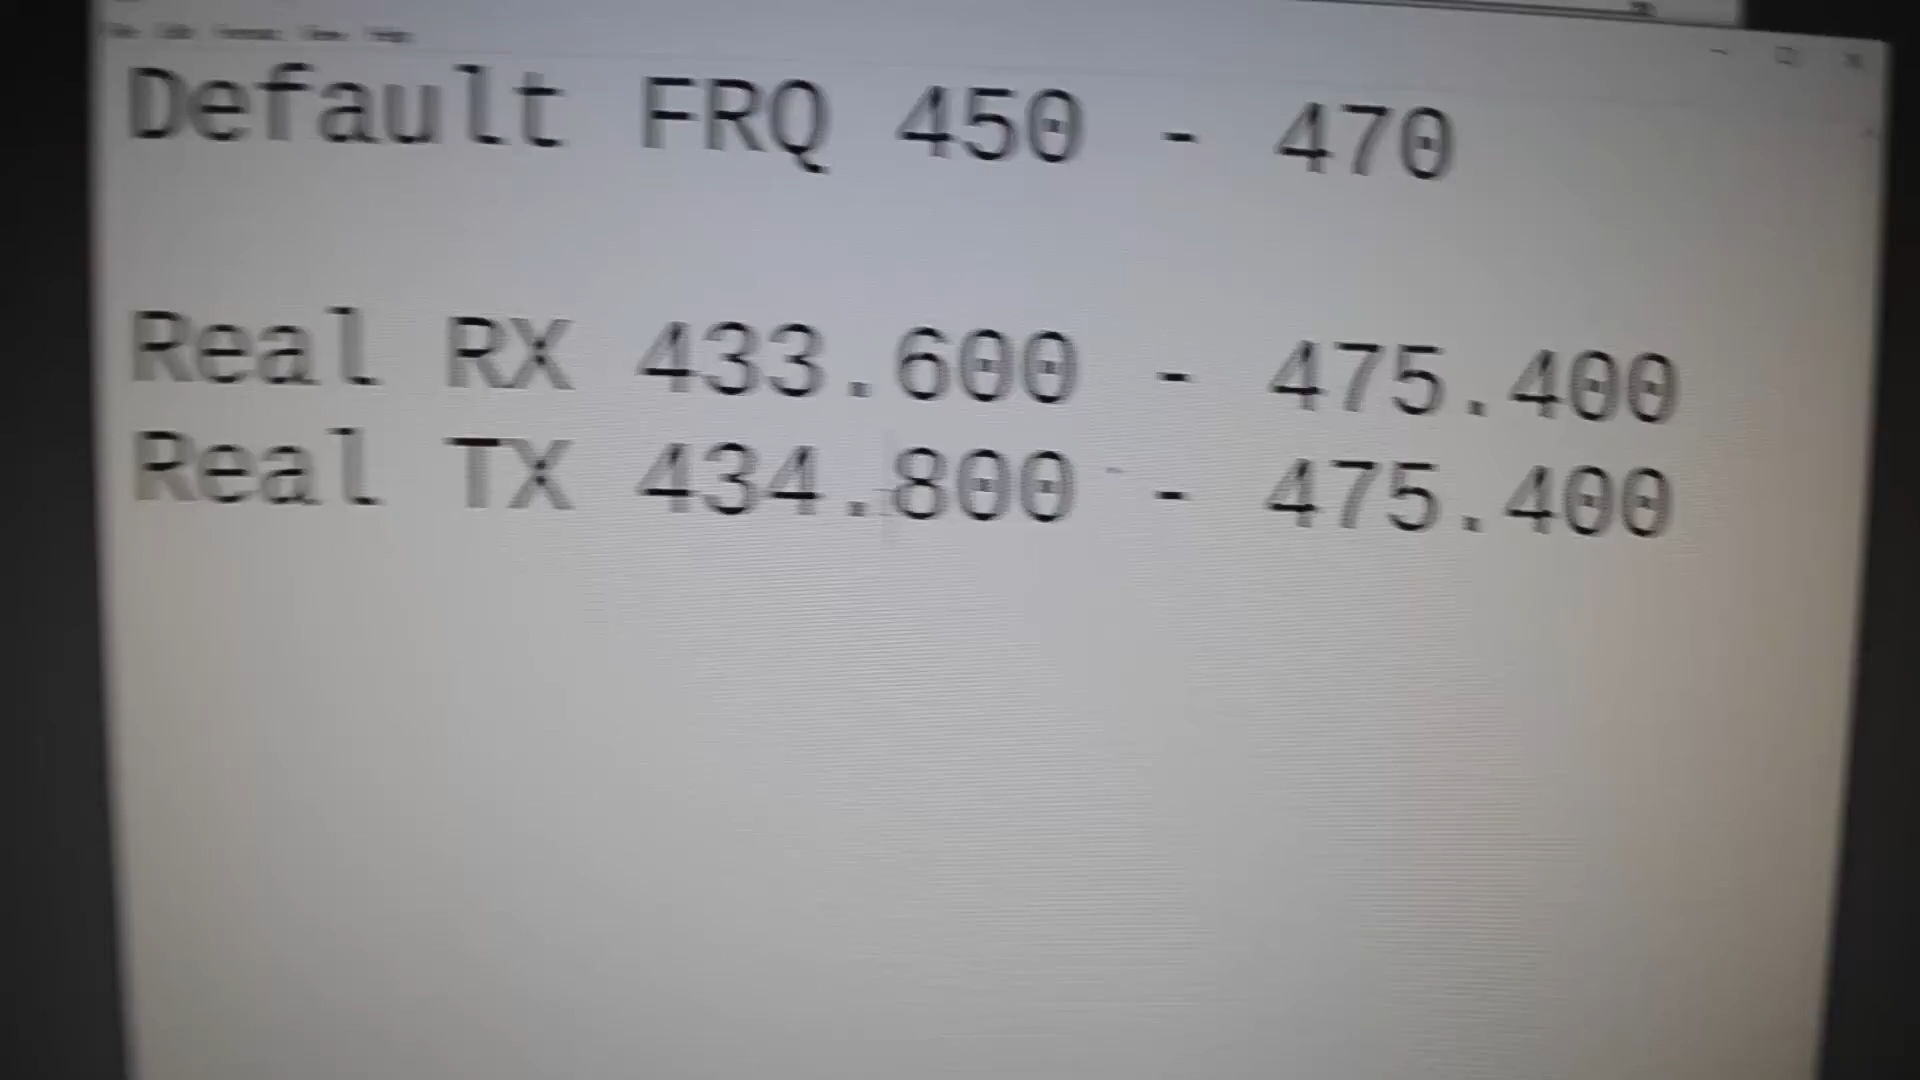 Default FRQ 450 - 470
Real RX 433.600 - 475.400
Real TX 434.800 - 475.400